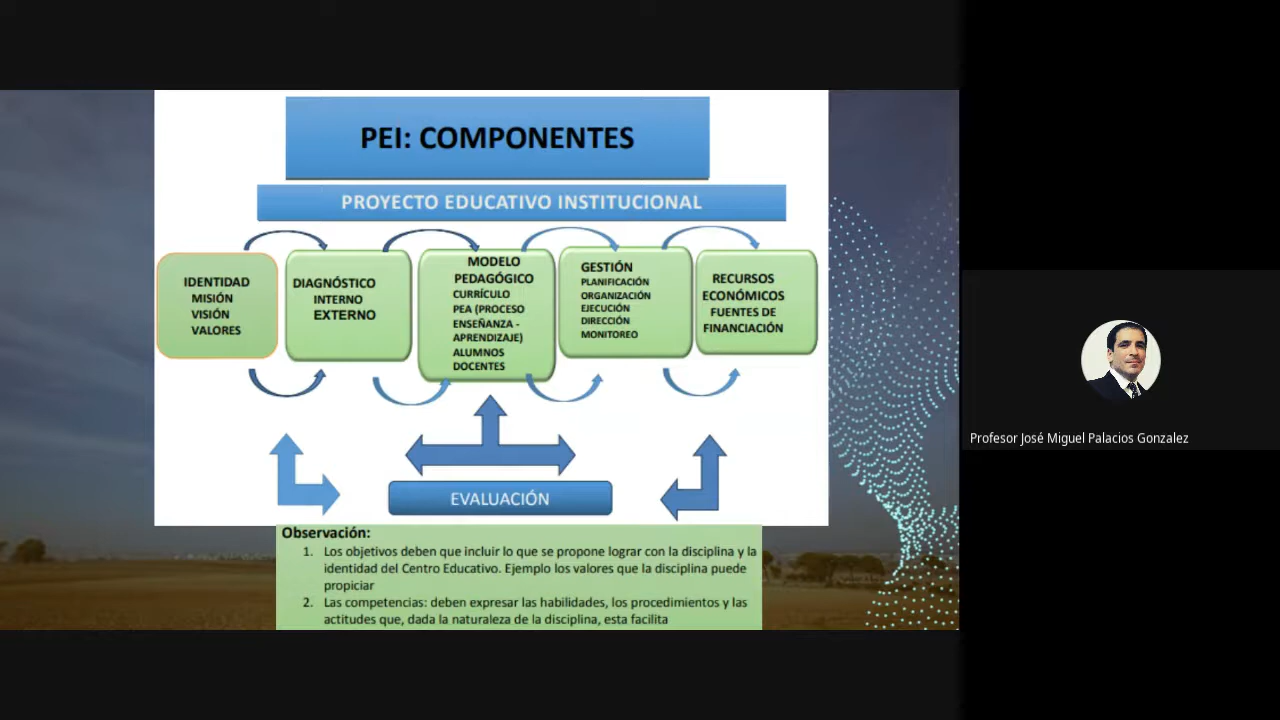 PEI: COMPONENTES
PROYECTO EDUCATIVO INSTITUCIONAL
IDENTIDAD
MISIÓN
VISIÓN
VALORES
DIAGNÓSTICO
INTERNO
EXTERNO
MODELO
PEDAGÓGICO
CURRÍCULO
PEA (PROCESO
ENSEÑANZA -
APRENDIZAJE)
ALUMNOS
DOCENTES
GESTIÓN
PLANIFICACIÓN
ORGANIZACIÓN
EJECUCIÓN
DIRECCIÓN
MONITOREO
RECURSOS
ECONÓMICOS
FUENTES DE
FINANCIACIÓN
EVALUACIÓN
Observación:
1. Los objetivos deben que incluir lo que se propone lograr con la disciplina y la
identidad del Centro Educativo. Ejemplo los valores que la disciplina puede
propiciar
2. Las competencias: deben expresar las habilidades, los procedimientos y las
actitudes que, dada la naturaleza de la disciplina, esta facilita
Profesor José Miguel Palacios Gonzalez